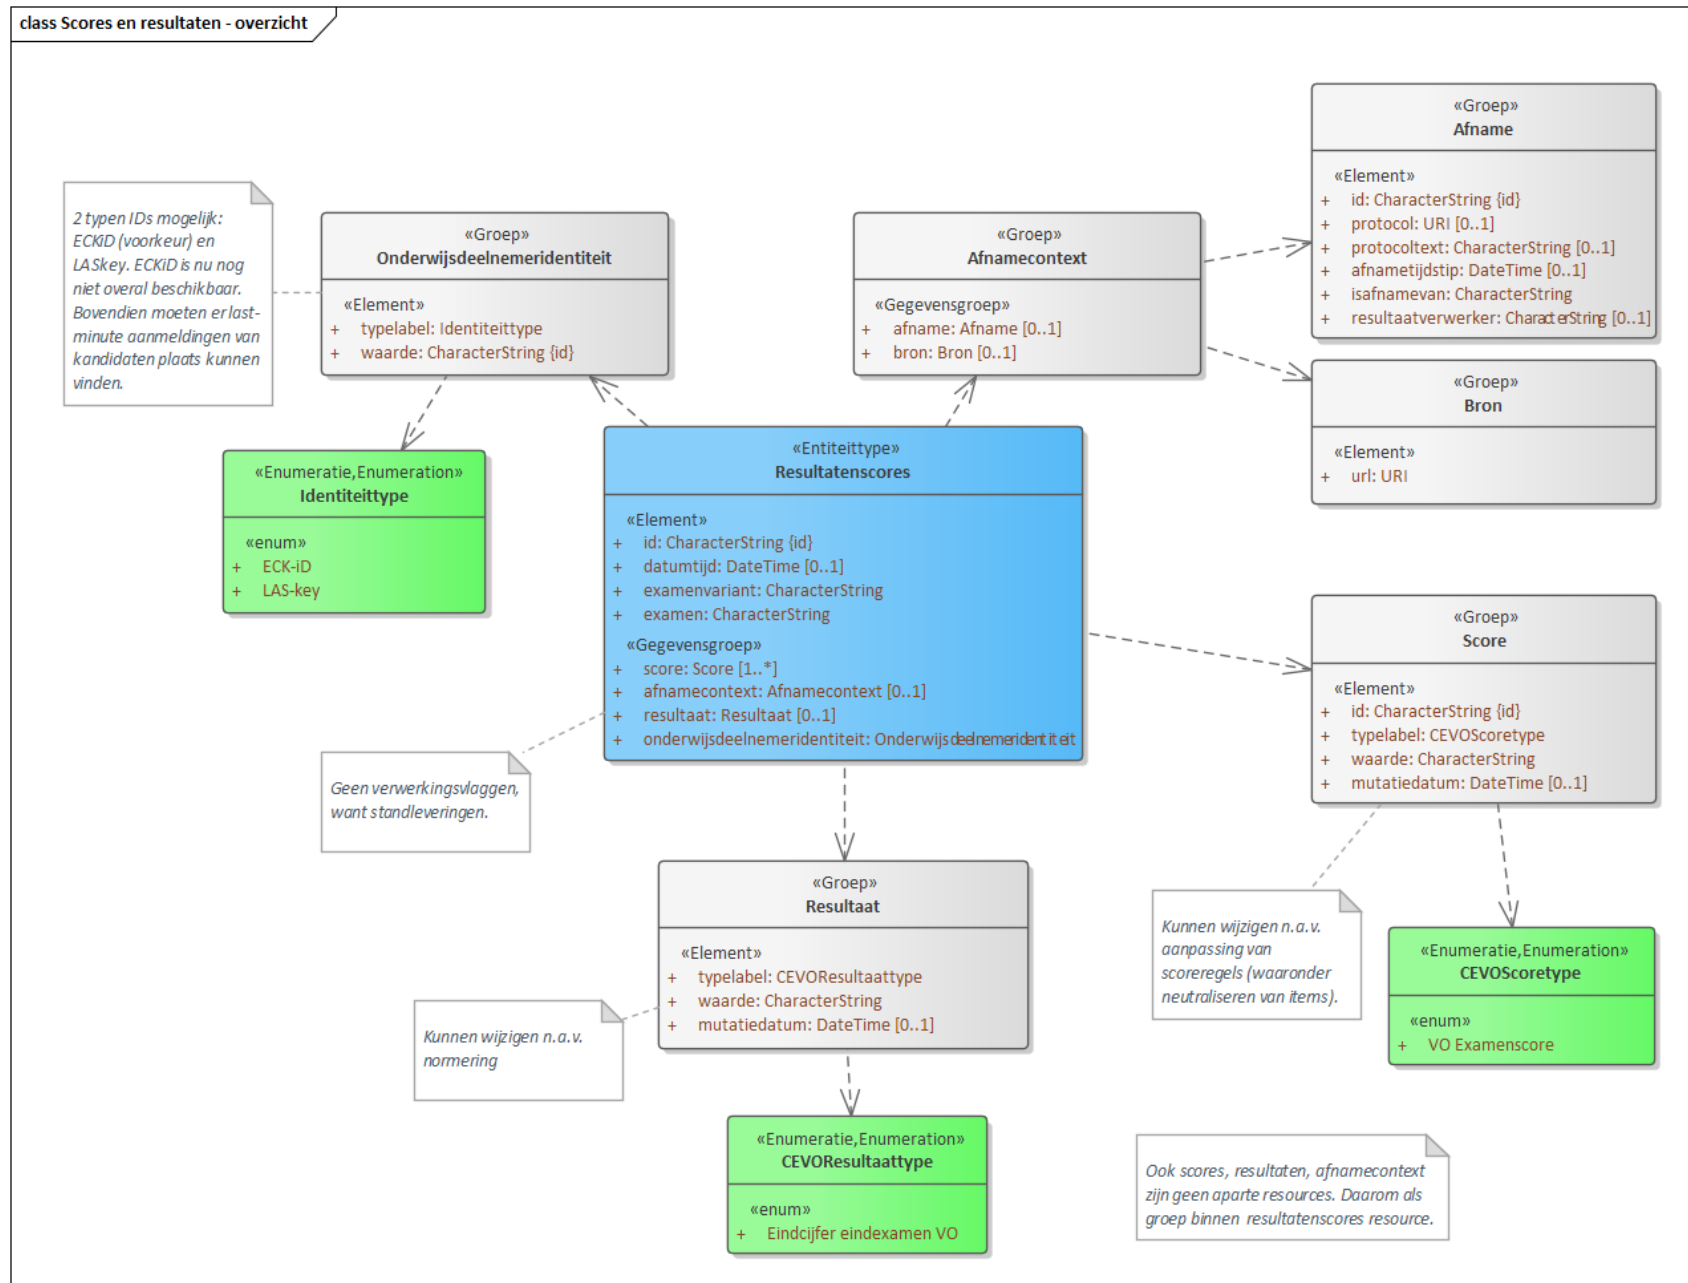 class Scores en resultaten - overzicht
«Groep»
Afname
«Element»
+ id: CharacterString {id}
+ protocol: URI [0..1]
+ protocoltext: CharacterString [0..1]
+ afnametijdstip: DateTime [0..1]
+ isafnamevan: CharacterString
+ resultaatverwerker: CharacterString [0..1]
2 typen IDs mogelijk:
ECKiD (voorkeur) en
LASkey. ECKiD is nu nog
niet overal beschikbaar.
Bovendien moeten er last-
minute aanmeldingen van
kandidaten plaats kunnen
vinden.
«Groep»
Onderwijsdeelnemeridentiteit
«Element»
+ typelabel: Identiteittype
+ waarde: CharacterString {id}
«Groep»
Afnamecontext
«Gegevensgroep»
+ afname: Afname [0..1]
+ bron: Bron [0..1]
«Groep»
Bron
«Element»
+ url: URI
«Enumeratie,Enumeration»
Identiteittype
«enum»
+ ECK-iD
+ LAS-key
«Entiteittype»
Resultatenscores
«Element»
+ id: CharacterString {id}
+ datumtijd: DateTime [0..1]
+ examenvariant: CharacterString
+ examen: CharacterString
«Gegevensgroep»
+ score: Score [1..*]
+ afnamecontext: Afnamecontext [0..1]
+ resultaat: Resultaat [0..1]
+ onderwijsdeelnemeridentiteit: Onderwijsdeelnemeridentiteit
«Groep»
Score
«Element»
+ id: CharacterString {id}
+ typelabel: CEVOScoretype
+ waarde: CharacterString
+ mutatiedatum: DateTime [0..1]
Geen verwerkingsvlaggen,
want standleveringen.
«Groep»
Resultaat
«Element»
+ typelabel: CEVOResultaattype
+ waarde: CharacterString
+ mutatiedatum: DateTime [0..1]
Kunnen wijzigen n.a.v.
aanpassing van
scoreregels (waaronder
neutraliseren van items).
«Enumeratie,Enumeration»
CEVOScoretype
«enum»
+ VO Examenscore
Kunnen wijzigen n.a.v.
normering
«Enumeratie,Enumeration»
CEVOResultaattype
«enum»
+ Eindcijfer eindexamen VO
Ook scores, resultaten, afnamecontext
zijn geen aparte resources. Daarom als
groep binnen resultatenscores resource.